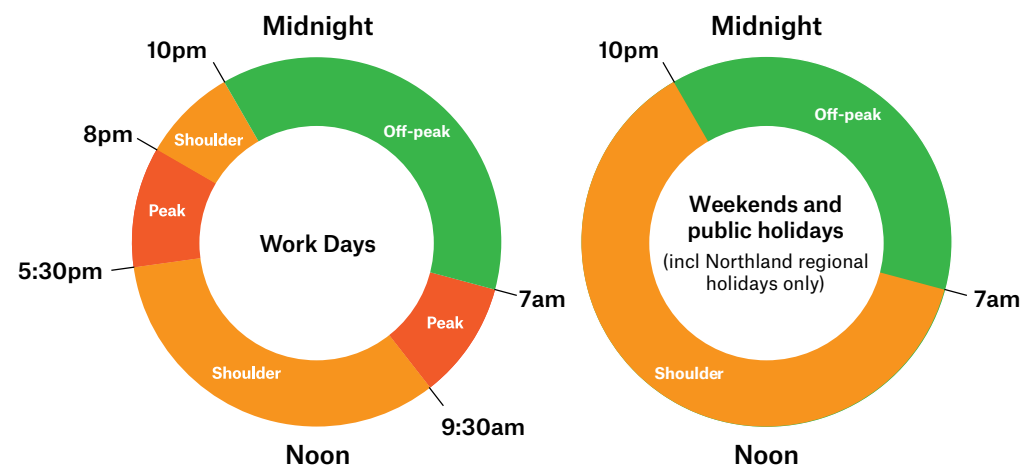 Midnight
10pm
Off-peak
Shoulder
8pm
Peak
Work Days
5:30pm
7am
Peak
Shoulder
9:30am
Noon
Midnight
10pm
Off-peak
Weekends and
public holidays
(incl Northland regional
holidays only)
7am
Shoulder
Noon